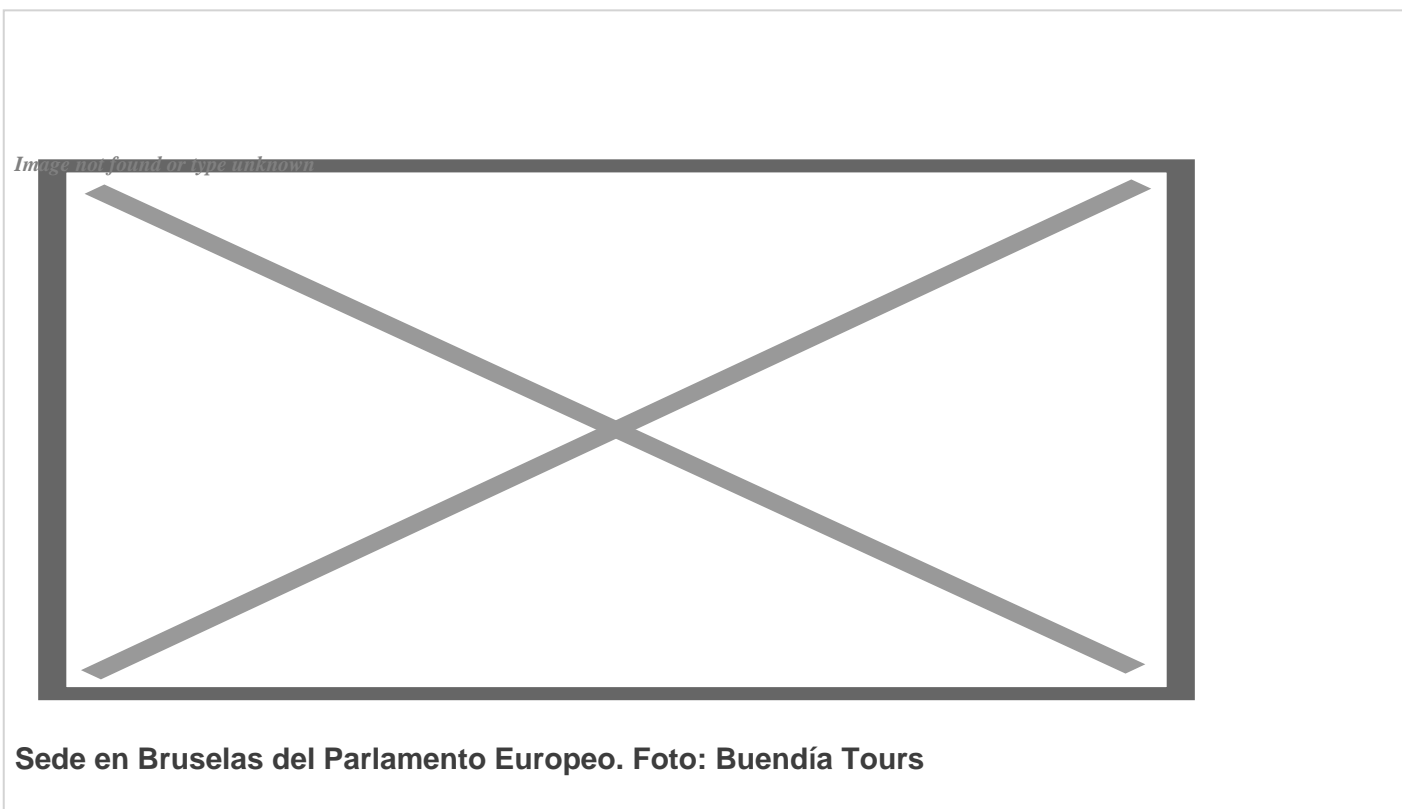 Image not found or type unknown
Sede en Bruselas del Parlamento Europeo. Foto: Buendía Tours